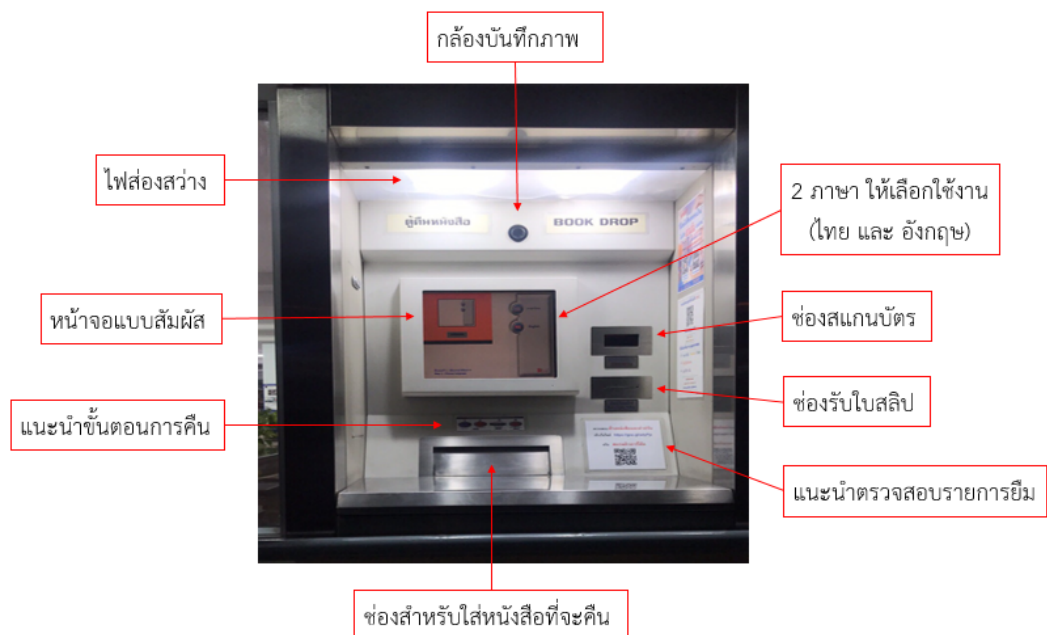 กล้องบันทึกภาพ
ไฟส่องสว่าง
2 ภาษา ให้เลือกใช้งาน
(ไทย และ อังกฤษ)
ตู้คืนหนังสือ
BOOK DROP
หน้าจอแบบสัมผัส
ช่องสแกนบัตร
ช่องรับใบสลิป
แนะนำขั้นตอนการคืน
แนะนำตรวจสอบรายการยืม
ช่องสำหรับใส่หนังสือที่จะคืน